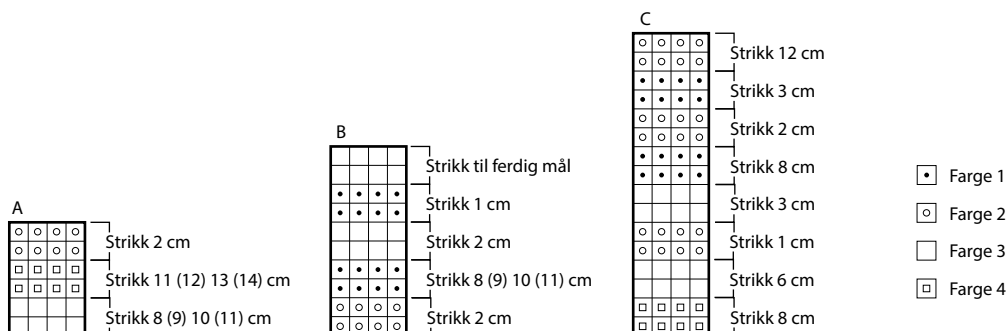 A
Strikk 2 cm
Strikk 11 (12) 13 (14) cm
Strikk 8 (9) 10 (11) cm
B
Strikk til ferdig mål
Strikk 1 cm
Strikk 2 cm
Strikk 8 (9) 10 (11) cm
Strikk 2 cm
C
Strikk 12 cm
Strikk 3 cm
Strikk 2 cm
Strikk 8 cm
Strikk 3 cm
Strikk 1 cm
Strikk 6 cm
Strikk 8 cm
Farge 1
Farge 2
Farge 3
Farge 4